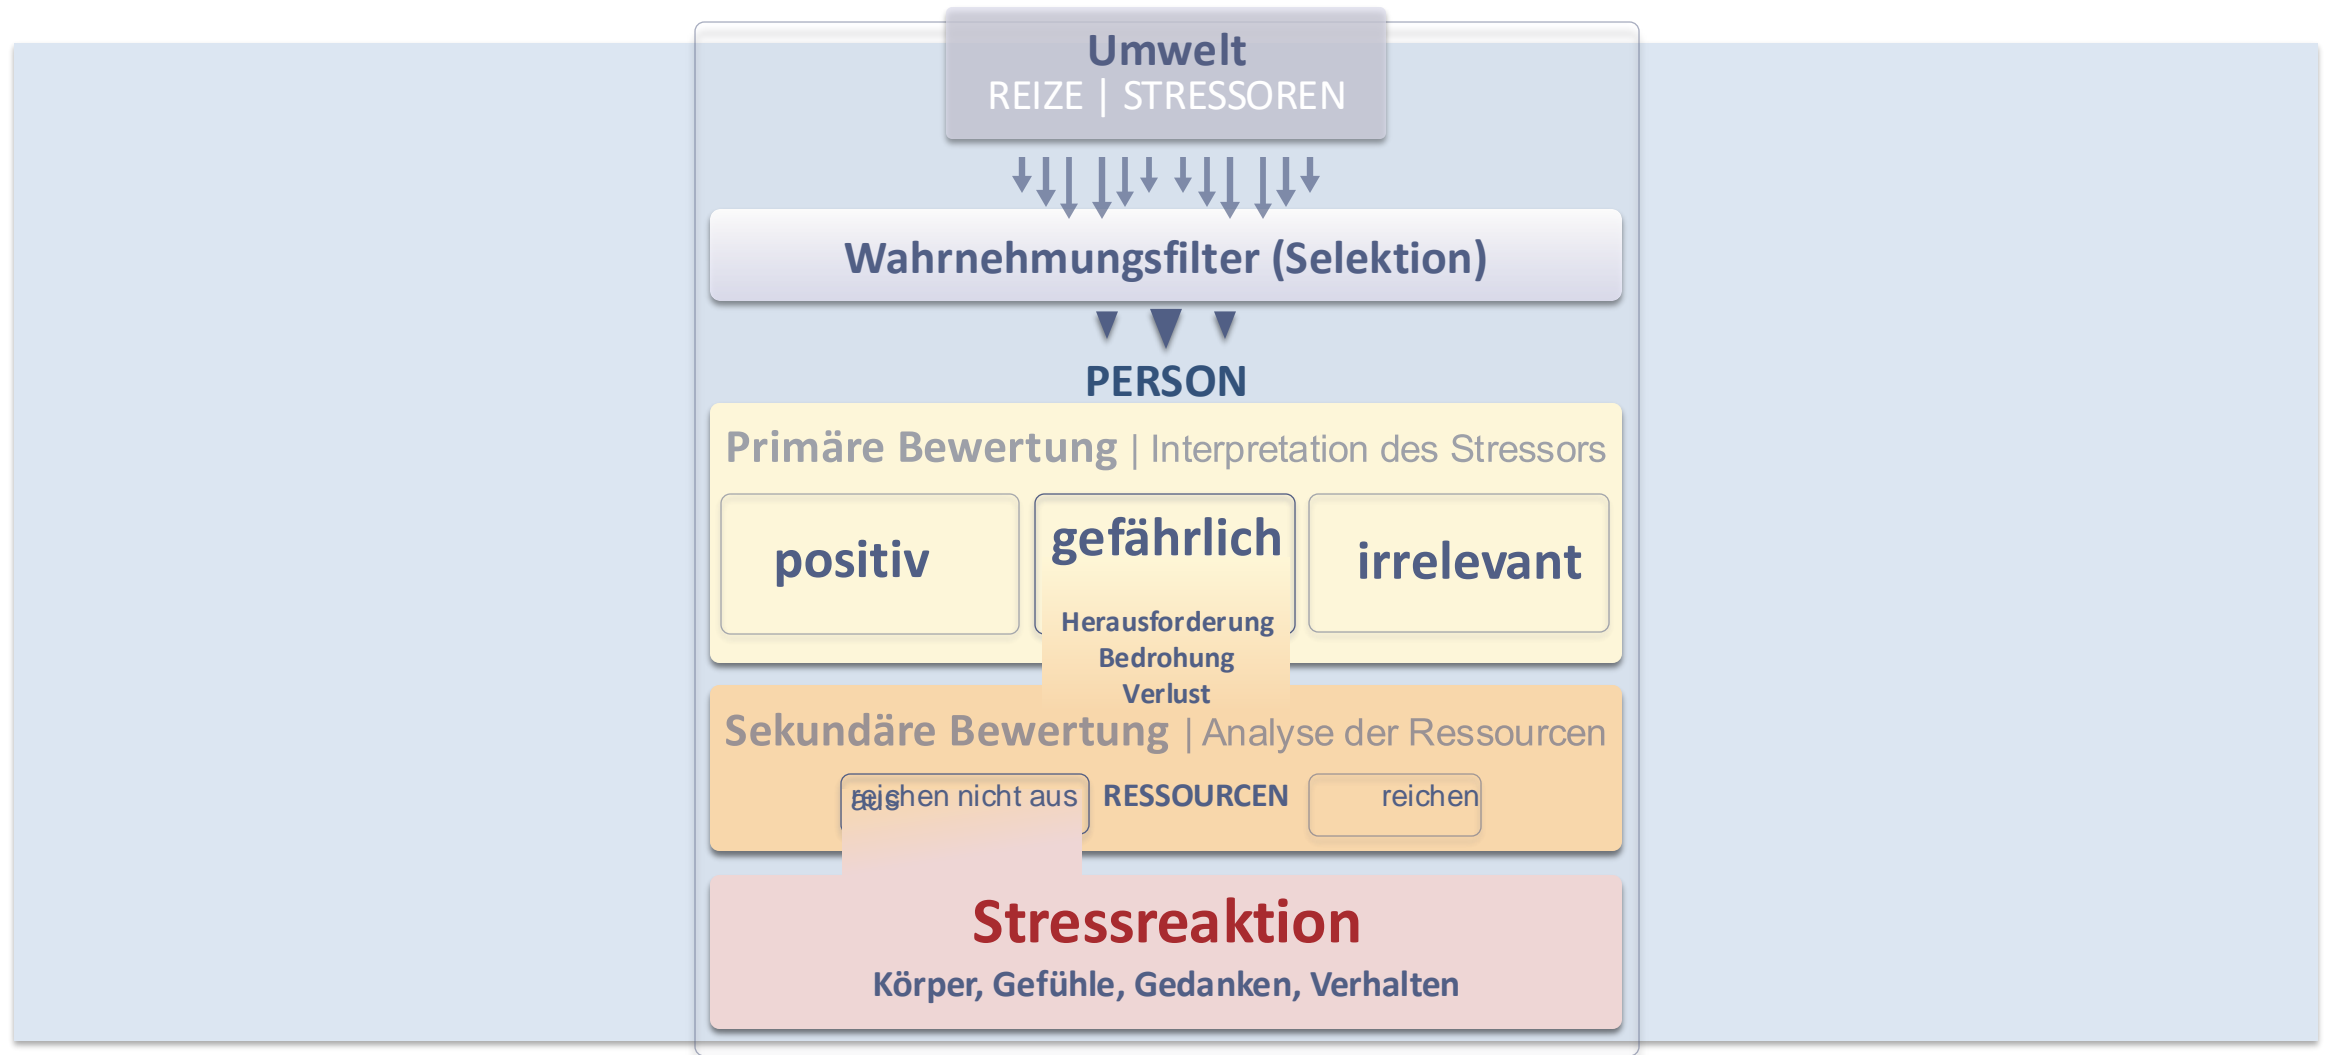 Umwelt
REIZE | STRESSOREN
Wahrnehmungsfilter (Selektion)
PERSON
Primäre Bewertung | Interpretation des Stressors
positiv
gefährlich
irrelevant
Herausforderung
Bedrohung
Verlust
Sekundäre Bewertung | Analyse der Ressourcen
reichen nicht aus RESSOURCEN reichen
aus
Stressreaktion
Körper, Gefühle, Gedanken, Verhalten